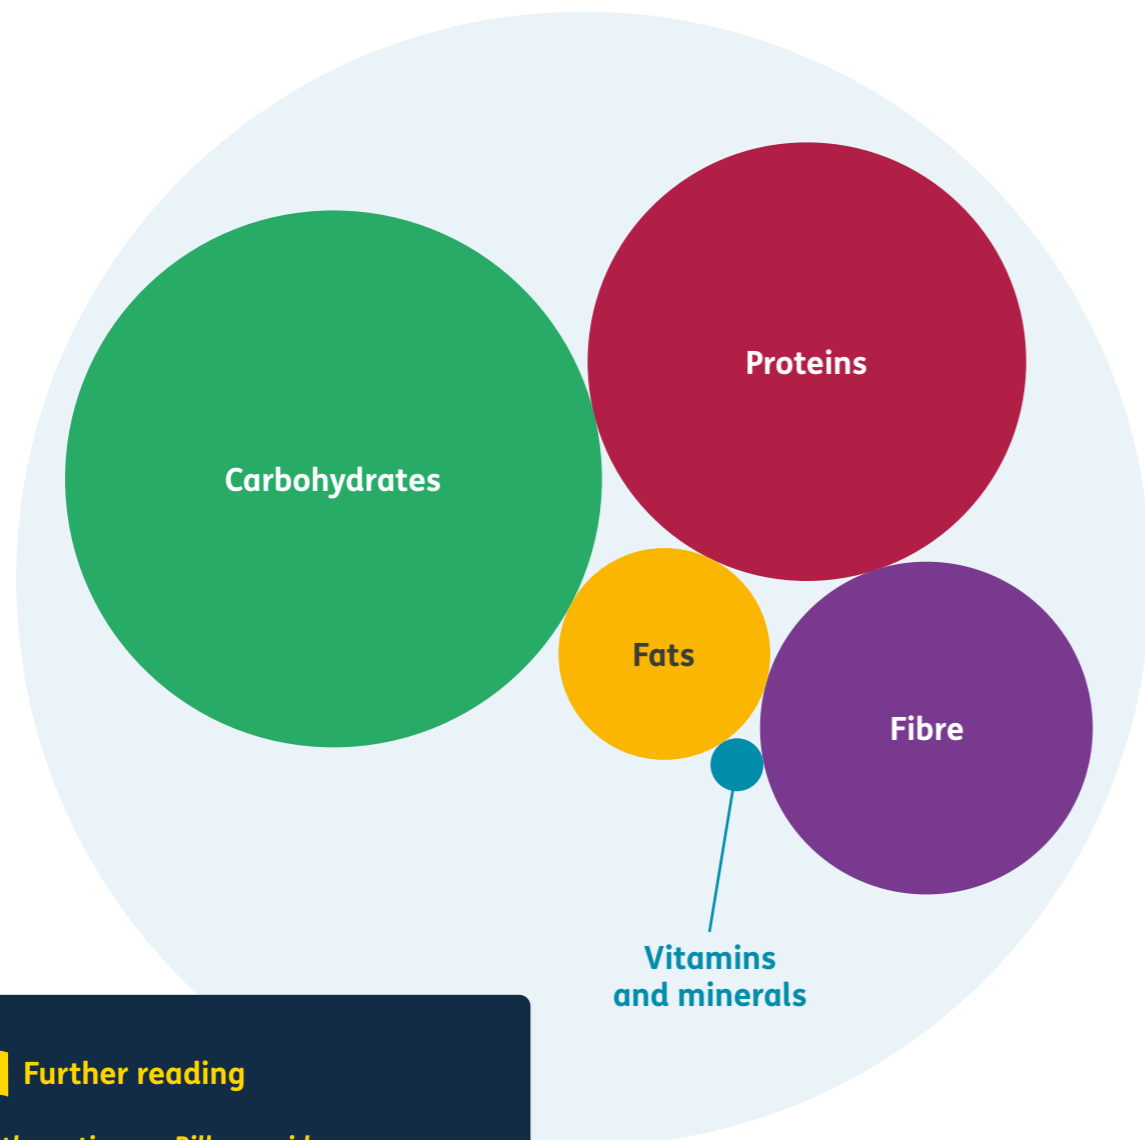 Proteins
Carbohydrates
Fats
Fibre
Vitamins
and minerals
Further reading